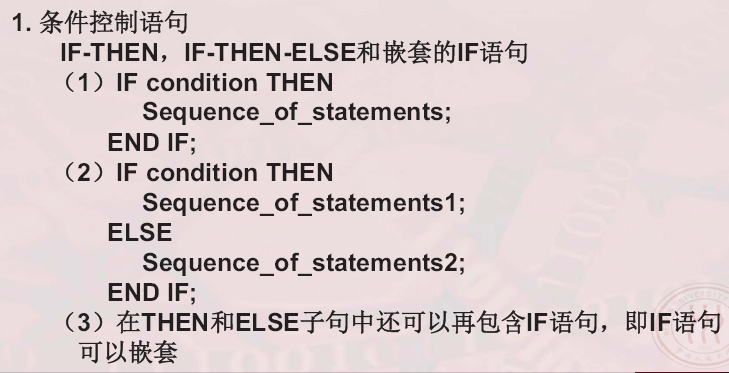 1. 条件控制语句
IF-THEN，IF-THEN-ELSE和嵌套的IF语句
（1）IF condition THEN
Sequence_of_statements;
END IF;
（2）IF condition THEN
Sequence_of_statements1;
ELSE
Sequence_of_statements2;
END IF;
（3）在THEN和ELSE子句中还可以再包含IF语句，即IF语句
可以嵌套